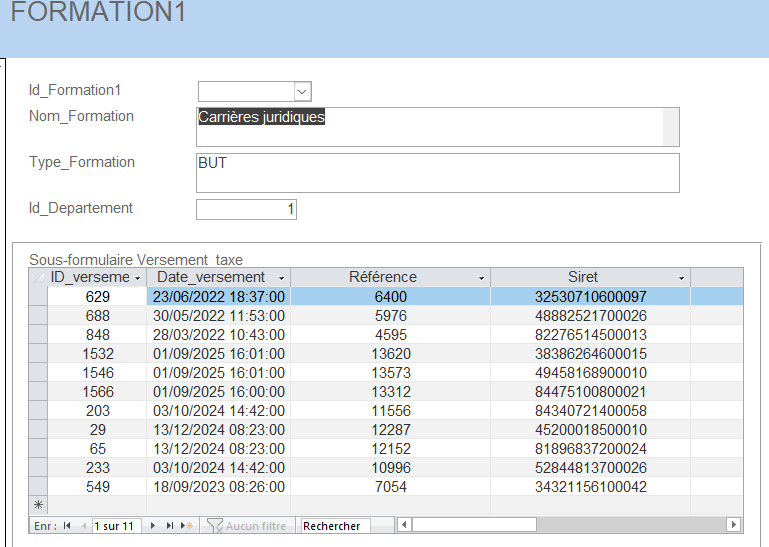 FORMATION1
Id_Formation1
Nom_Formation Carrières juridiques
Type_Formation BUT
Id_Departement 1
Sous-formulaire Versement_taxe
ID_verseme Date_versement Référence Siret
629 23/06/2022 18:37:00 6400 32530710600097
688 30/05/2022 11:53:00 5976 48882521700026
848 28/03/2022 10:43:00 4595 82276514500013
1532 01/09/2025 16:01:00 13620 38386264600015
1546 01/09/2025 16:01:00 13573 49458168900010
1566 01/09/2025 16:00:00 13312 84475100800021
203 03/10/2024 14:42:00 11556 84340721400058
29 13/12/2024 08:23:00 12287 45200018500010
65 13/12/2024 08:23:00 12152 81896837200024
233 03/10/2024 14:42:00 10996 52844813700026
549 18/09/2023 08:26:00 7054 34321156100042
Enr : 1 sur 11 Aucun filtre Rechercher